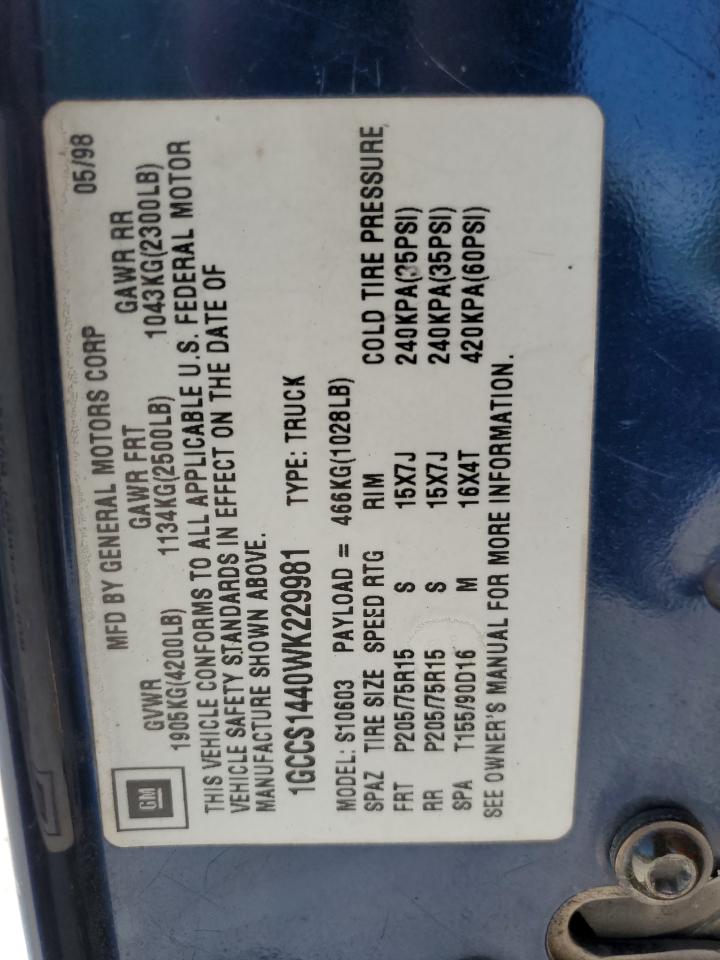 MFD BY GENERAL MOTORS CORP 05/98
GVWR GAWR FRT GAWR RR
1905KG(4200LB) 1134KG(2500LB) 1043KG(2300LB)
THIS VEHICLE CONFORMS TO ALL APPLICABLE U.S. FEDERAL MOTOR
VEHICLE SAFETY STANDARDS IN EFFECT ON THE DATE OF
MANUFACTURE SHOWN ABOVE.
GM
1GCCS1440WK229981 TYPE: TRUCK
MODEL: S10603 PAYLOAD = 466KG(1028LB)
SPAZ TIRE SIZE SPEED RTG RIM COLD TIRE PRESSURE
FRT P205/75R15 S 15X7J 240KPA(35PSI)
RR P205/75R15 S 15X7J 240KPA(35PSI)
SPA T155/90D16 M 16X4T 420KPA(60PSI)
SEE OWNER'S MANUAL FOR MORE INFORMATION.